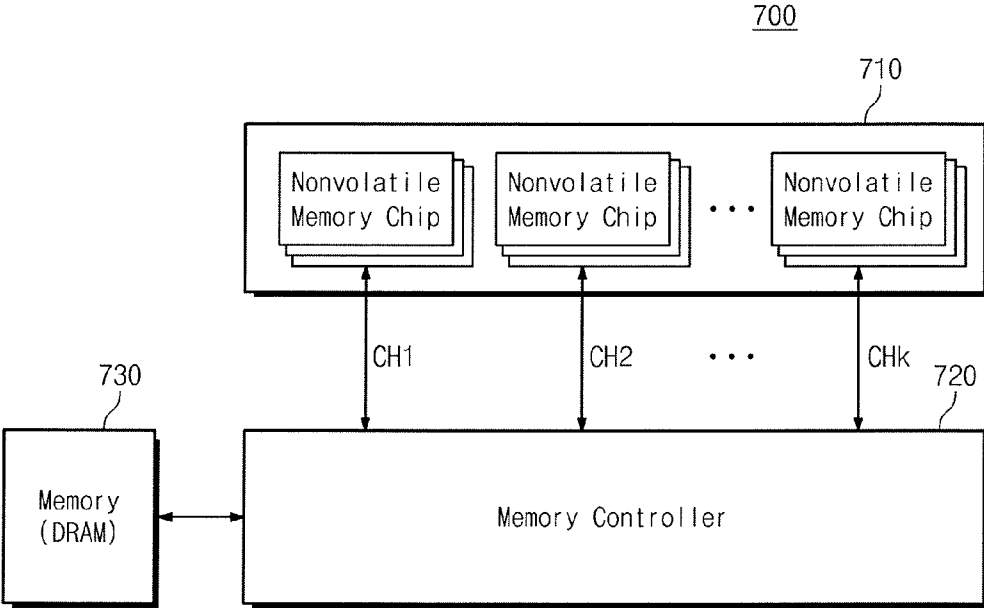 700
710
Nonvolatile
Memory Chip
Nonvolatile
Memory Chip
• • •
Nonvolatile
Memory Chip
CH1
CH2
• • •
CHk
730
720
Memory
(DRAM)
Memory Controller